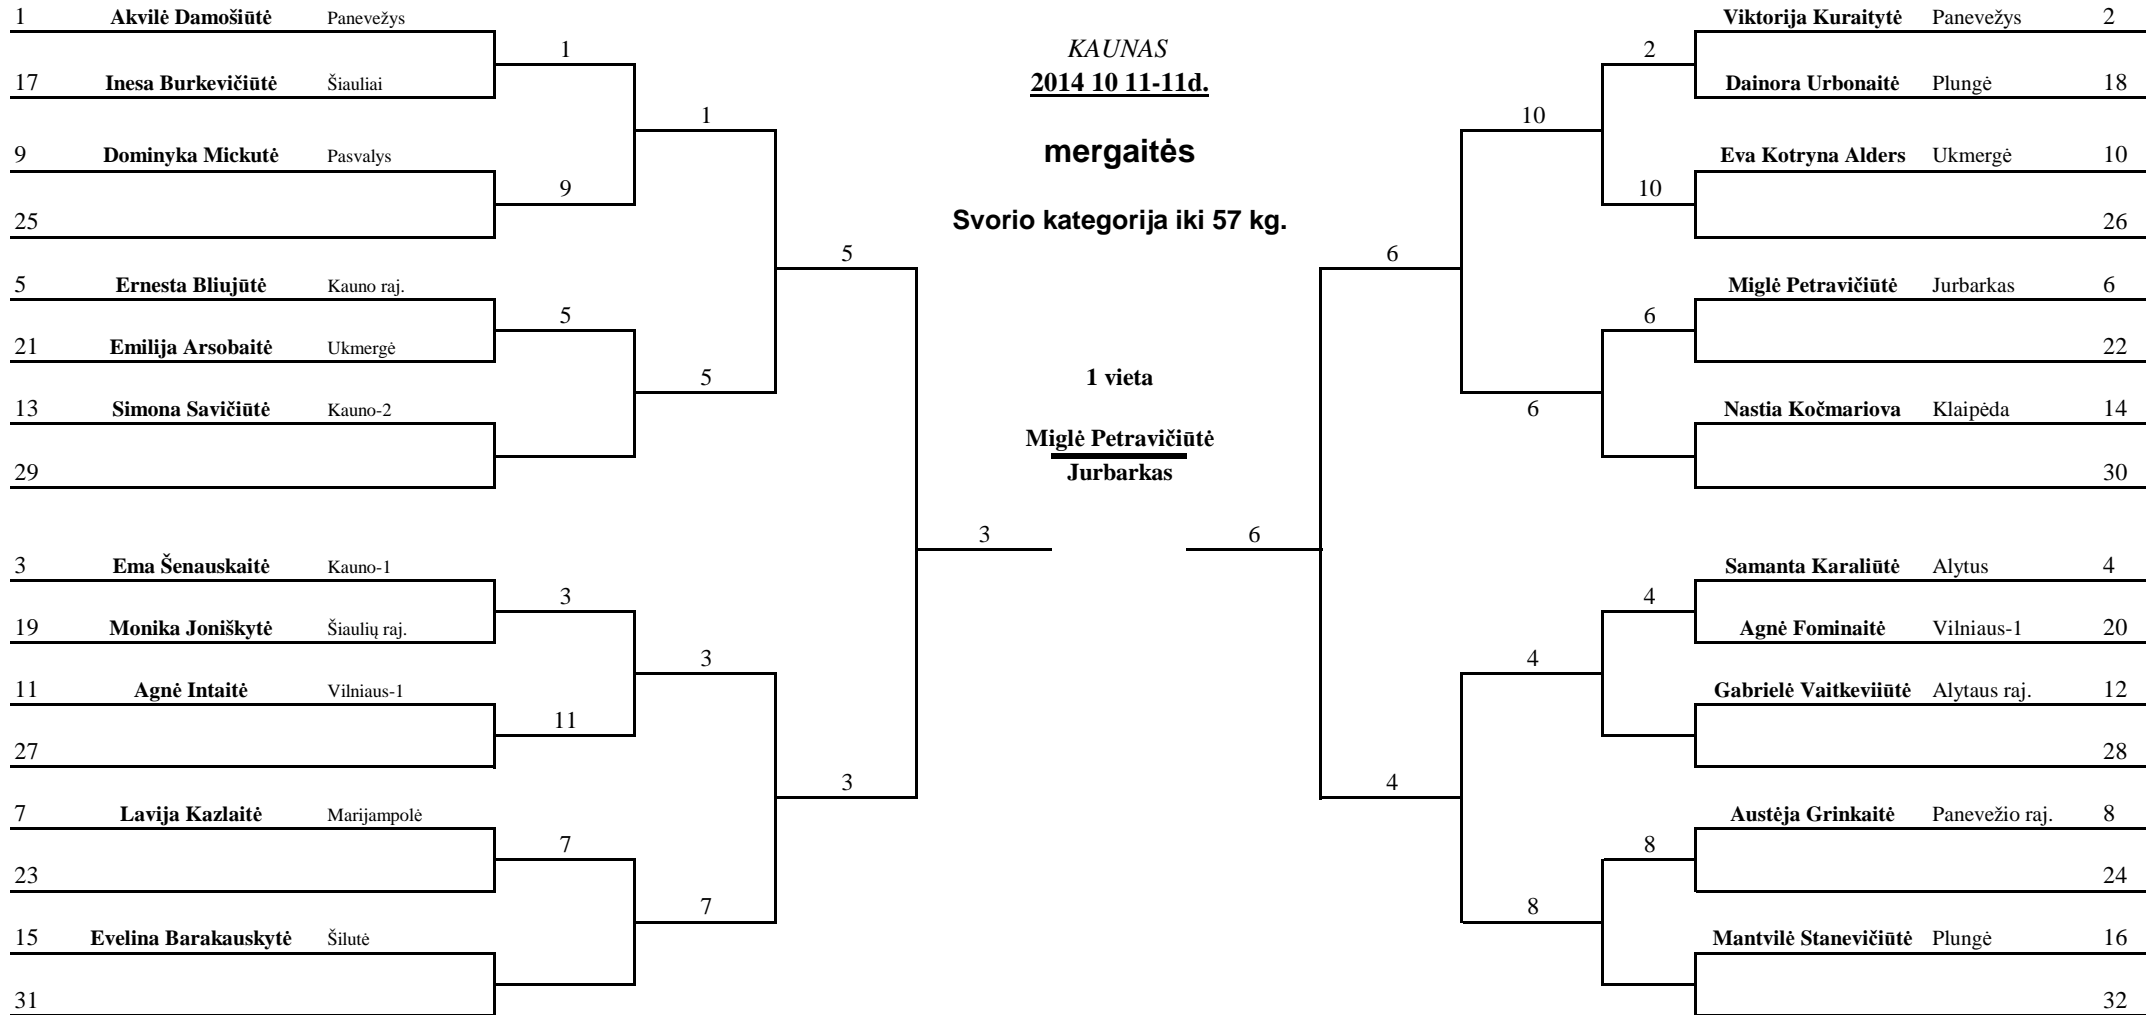 1 Akvilė Damošiūtė Panevežys
17 Inesa Burkevičiūtė Šiauliai
9 Dominyka Mickutė Pasvalys
25
5 Ernesta Bliujūtė Kauno raj.
21 Emilija Arsobaitė Ukmergė
13 Simona Savičiūtė Kauno-2
29
3 Ema Šenauskaitė Kauno-1
19 Monika Joniškytė Šiaulių raj.
11 Agnė Intaitė Vilniaus-1
27
7 Lavija Kazlaitė Marijampolė
23
15 Evelina Barakauskytė Šilutė
31
1
9
5
3
11
7
1
5
3
7
5
3
3
KAUNAS
2014 10 11-11d.
mergaitės
Svorio kategorija iki 57 kg.
1 vieta
Miglė Petravičiūtė
Jurbarkas
6
6
4
10
6
4
8
2
10
6
4
8
Viktorija Kuraitytė Panevežys 2
Dainora Urbonaitė Plungė 18
Eva Kotryna Alders Ukmergė 10
26
Miglė Petravičiūtė Jurbarkas 6
22
Nastia Kočmariova Klaipėda 14
30
Samanta Karaliūtė Alytus 4
Agnė Fominaitė Vilniaus-1 20
Gabrielė Vaitkeviiūtė Alytaus raj. 12
28
Austėja Grinkaitė Panevežio raj. 8
24
Mantvilė Stanevičiūtė Plungė 16
32